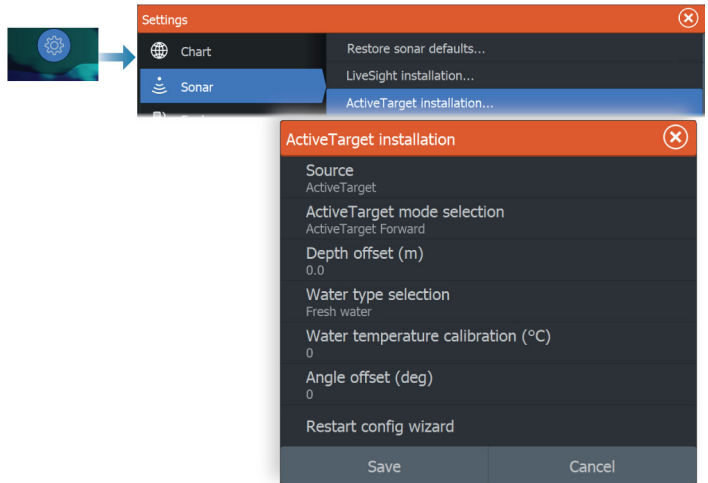 Settings
Chart
Restore sonar defaults...
LiveSight installation...
Sonar
ActiveTarget installation...
ActiveTarget installation
Source
ActiveTarget
ActiveTarget mode selection
ActiveTarget Forward
Depth offset (m)
0.0
Water type selection
Fresh water
Water temperature calibration (°C)
0
Angle offset (deg)
0
Restart config wizard
Save Cancel